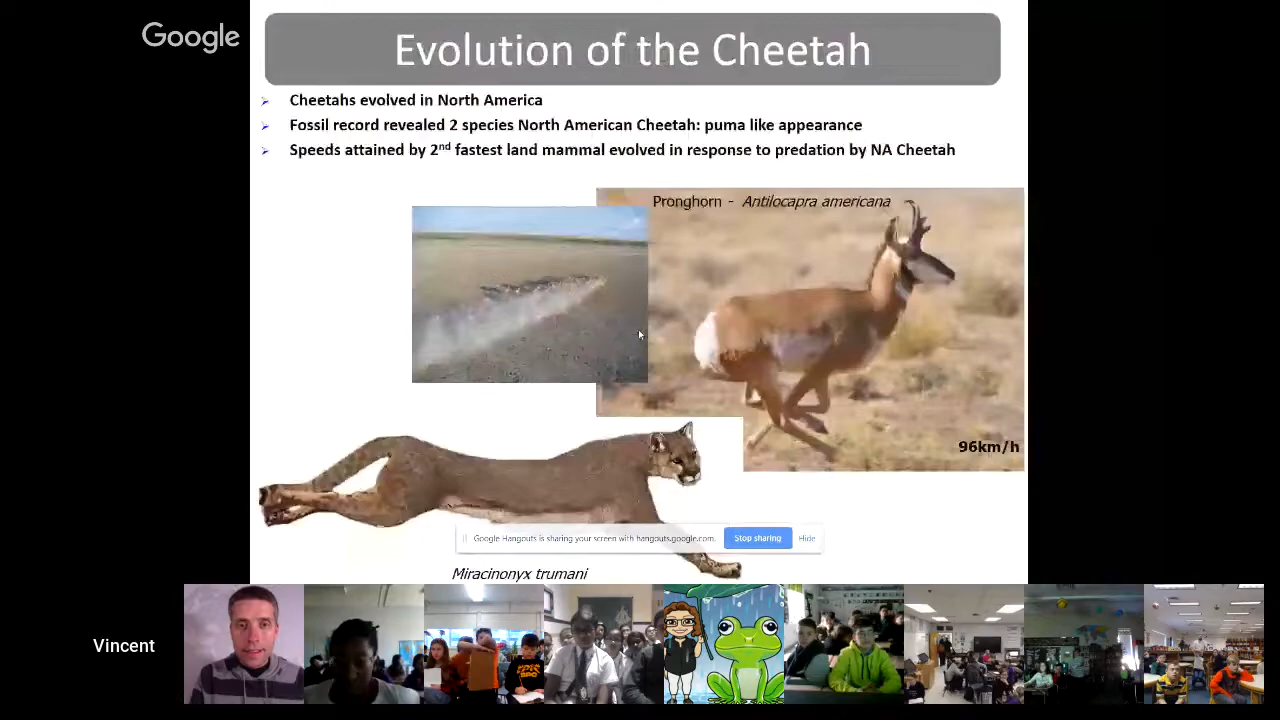 Google
Evolution of the Cheetah
Cheetahs evolved in North America
Fossil record revealed 2 species North American Cheetah: puma like appearance
Speeds attained by 2nd fastest land mammal evolved in response to predation by NA Cheetah
Pronghorn - Antilocapra americana
96km/h
Google Hangouts is sharing your screen with hangouts.google.com. Stop sharing Hide
Miracinonyx trumani
Vincent